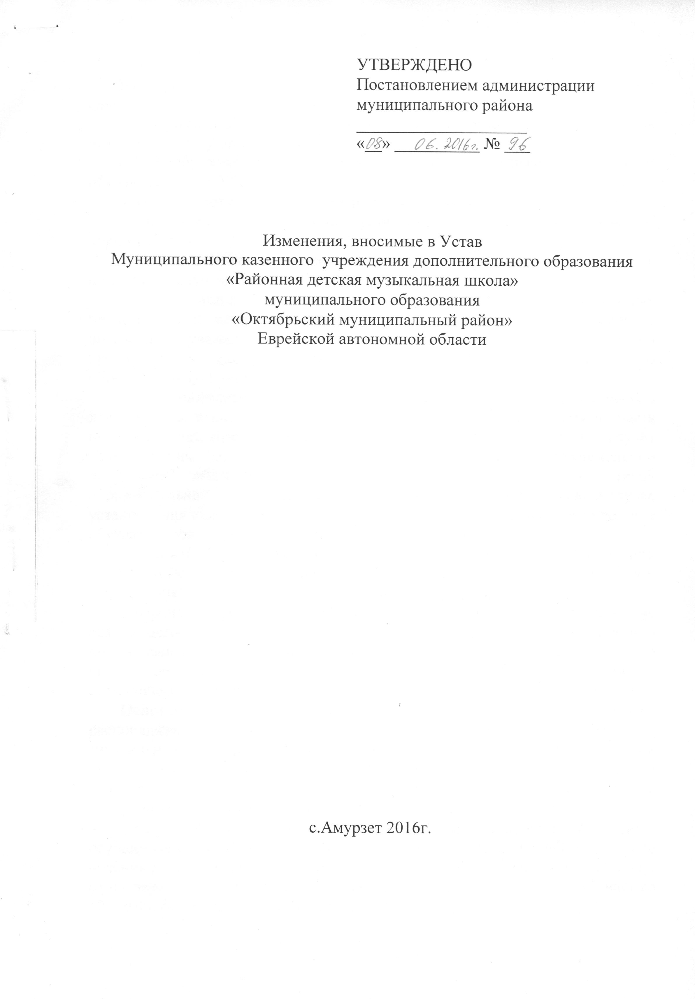 УТВЕРЖДЕНО
Постановлением администрации
муниципального района
____________________
«08» 06. 2016г. № 96
Изменения, вносимые в Устав
Муниципального казенного учреждения дополнительного образования
«Районная детская музыкальная школа»
муниципального образования
«Октябрьский муниципальный район»
Еврейской автономной области
с.Амурзет 2016г.